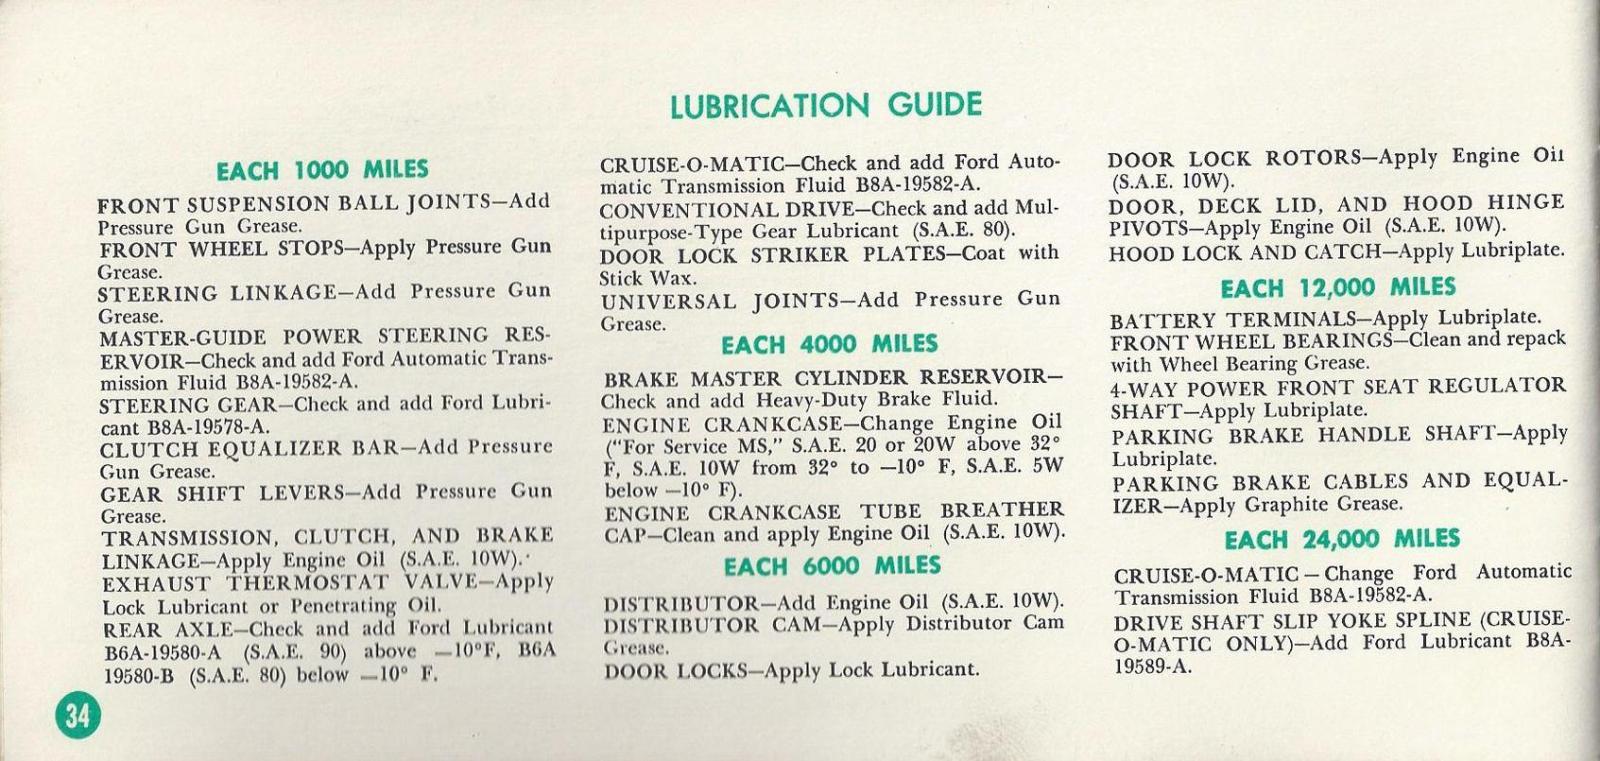 LUBRICATION GUIDE
EACH 1000 MILES
FRONT SUSPENSION BALL JOINTS—Add
Pressure Gun Grease.
FRONT WHEEL STOPS—Apply Pressure Gun
Grease.
STEERING LINKAGE—Add Pressure Gun
Grease.
MASTER-GUIDE POWER STEERING RES-
ERVOIR—Check and add Ford Automatic Trans-
mission Fluid B8A-19582-A.
STEERING GEAR—Check and add Ford Lubri-
cant B8A-19578-A.
CLUTCH EQUALIZER BAR—Add Pressure
Gun Grease.
GEAR SHIFT LEVERS—Add Pressure Gun
Grease.
TRANSMISSION, CLUTCH, AND BRAKE
LINKAGE—Apply Engine Oil (S.A.E. 10W).
EXHAUST THERMOSTAT VALVE—Apply
Lock Lubricant or Penetrating Oil.
REAR AXLE—Check and add Ford Lubricant
B6A-19580-A (S.A.E. 90) above —10°F, B6A
19580-B (S.A.E. 80) below —10° F.
34
CRUISE-O-MATIC—Check and add Ford Auto-
matic Transmission Fluid B8A-19582-A.
CONVENTIONAL DRIVE—Check and add Mul-
tipurpose-Type Gear Lubricant (S.A.E. 80).
DOOR LOCK STRIKER PLATES—Coat with
Stick Wax.
UNIVERSAL JOINTS—Add Pressure Gun
Grease.
EACH 4000 MILES
BRAKE MASTER CYLINDER RESERVOIR—
Check and add Heavy-Duty Brake Fluid.
ENGINE CRANKCASE—Change Engine Oil
("For Service MS," S.A.E. 20 or 20W above 32°
F, S.A.E. 10W from 32° to —10° F, S.A.E. 5W
below —10° F).
ENGINE CRANKCASE TUBE BREATHER
CAP—Clean and apply Engine Oil (S.A.E. 10W).
EACH 6000 MILES
DISTRIBUTOR—Add Engine Oil (S.A.E. 10W).
DISTRIBUTOR CAM—Apply Distributor Cam
Grease.
DOOR LOCKS—Apply Lock Lubricant.
DOOR LOCK ROTORS—Apply Engine Oil
(S.A.E. 10W).
DOOR, DECK LID, AND HOOD HINGE
PIVOTS—Apply Engine Oil (S.A.E. 10W).
HOOD LOCK AND CATCH—Apply Lubriplate.
EACH 12,000 MILES
BATTERY TERMINALS—Apply Lubriplate.
FRONT WHEEL BEARINGS—Clean and repack
with Wheel Bearing Grease.
4-WAY POWER FRONT SEAT REGULATOR
SHAFT—Apply Lubriplate.
PARKING BRAKE HANDLE SHAFT—Apply
Lubriplate.
PARKING BRAKE CABLES AND EQUAL-
IZER—Apply Graphite Grease.
EACH 24,000 MILES
CRUISE-O-MATIC — Change Ford Automatic
Transmission Fluid B8A-19582-A.
DRIVE SHAFT SLIP YOKE SPLINE (CRUISE-
O-MATIC ONLY)—Add Ford Lubricant B8A-
19589-A.